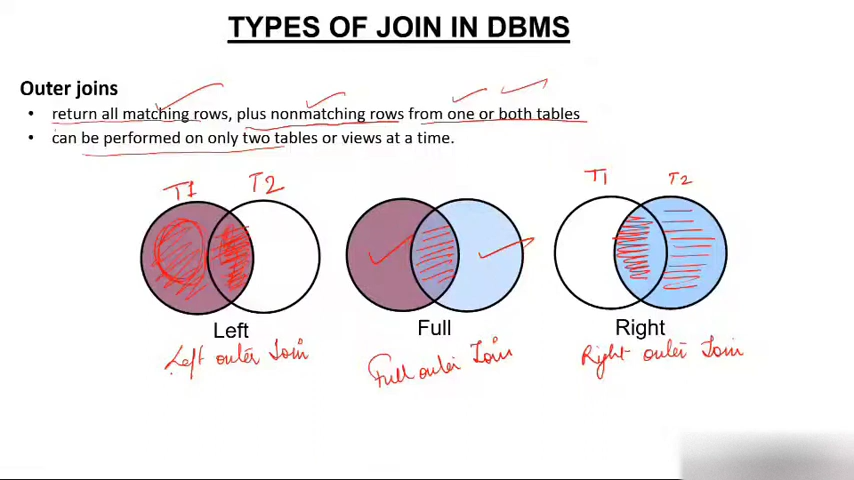 TYPES OF JOIN IN DBMS
Outer joins
• return all matching rows, plus nonmatching rows from one or both tables
• can be performed on only two tables or views at a time.
T1 T2 T1 T2
Left Full Right
Left outer Join Full outer Join Right outer Join